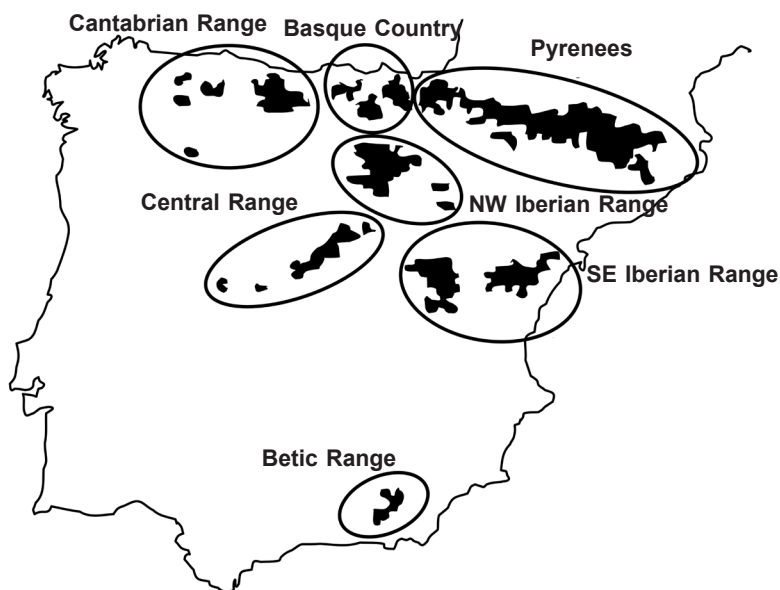 Cantabrian Range
Basque Country
Pyrenees
Central Range
NW Iberian Range
SE Iberian Range
Betic Range